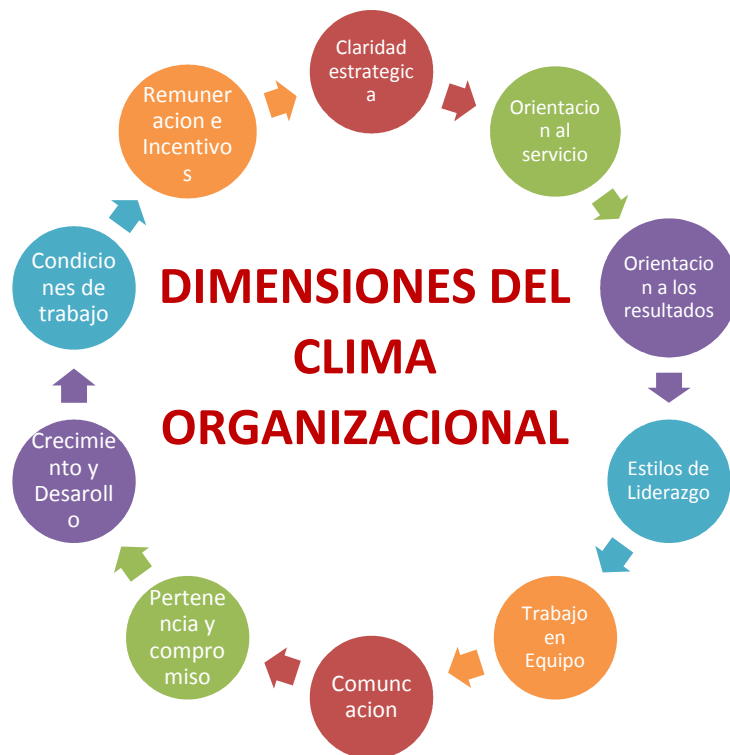 Claridad
estrategic
a
Orientacio
n al
servicio
Orientacio
n a los
resultados
Estilos de
Liderazgo
Trabajo
en
Equipo
Comunc
acion
Pertene
ncia y
compro
miso
Crecimie
nto y
Desaroll
o
Condicio
nes de
trabajo
Remuner
acion e
Incentivo
s
DIMENSIONES DEL
CLIMA
ORGANIZACIONAL